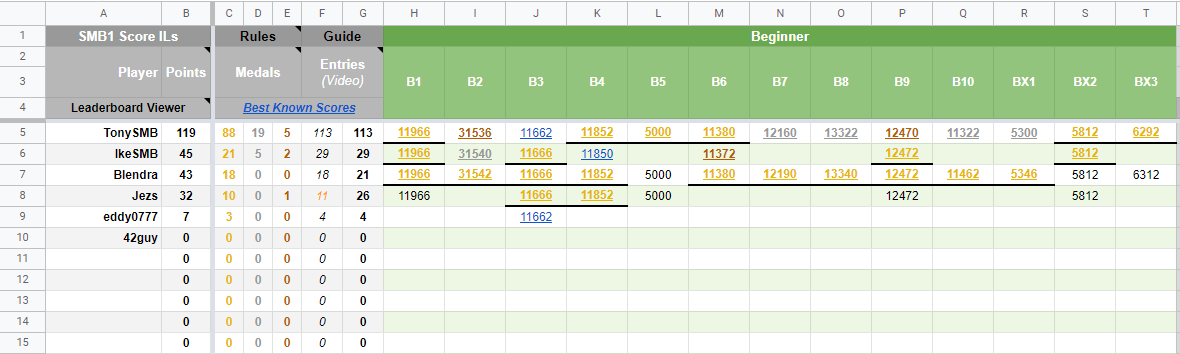 A B C D E F G H I J K L M N O P Q R S T
1 SMB1 Score ILs Rules Guide Beginner
2 Player Points Medals Entries
(Video)
3 B1 B2 B3 B4 B5 B6 B7 B8 B9 B10 BX1 BX2 BX3
4 Leaderboard Viewer Best Known Scores
5 TonySMB 119 88 19 5 113 113 11966 31536 11662 11852 5000 11380 12160 13322 12470 11322 5300 5812 6292
6 IkeSMB 45 21 5 2 29 29 11966 31540 11666 11850 11372 12472 5812
7 Blendra 43 18 0 0 18 21 11966 31542 11666 11852 5000 11380 12190 13340 12472 11462 5346 5812 6312
8 Jezs 32 10 0 1 11 26 11966 11666 11852 5000 12472 5812
9 eddy0777 7 3 0 0 4 4 11662
10 42guy 0 0 0 0 0 0
11 0 0 0 0 0 0
12 0 0 0 0 0 0
13 0 0 0 0 0 0
14 0 0 0 0 0 0
15 0 0 0 0 0 0